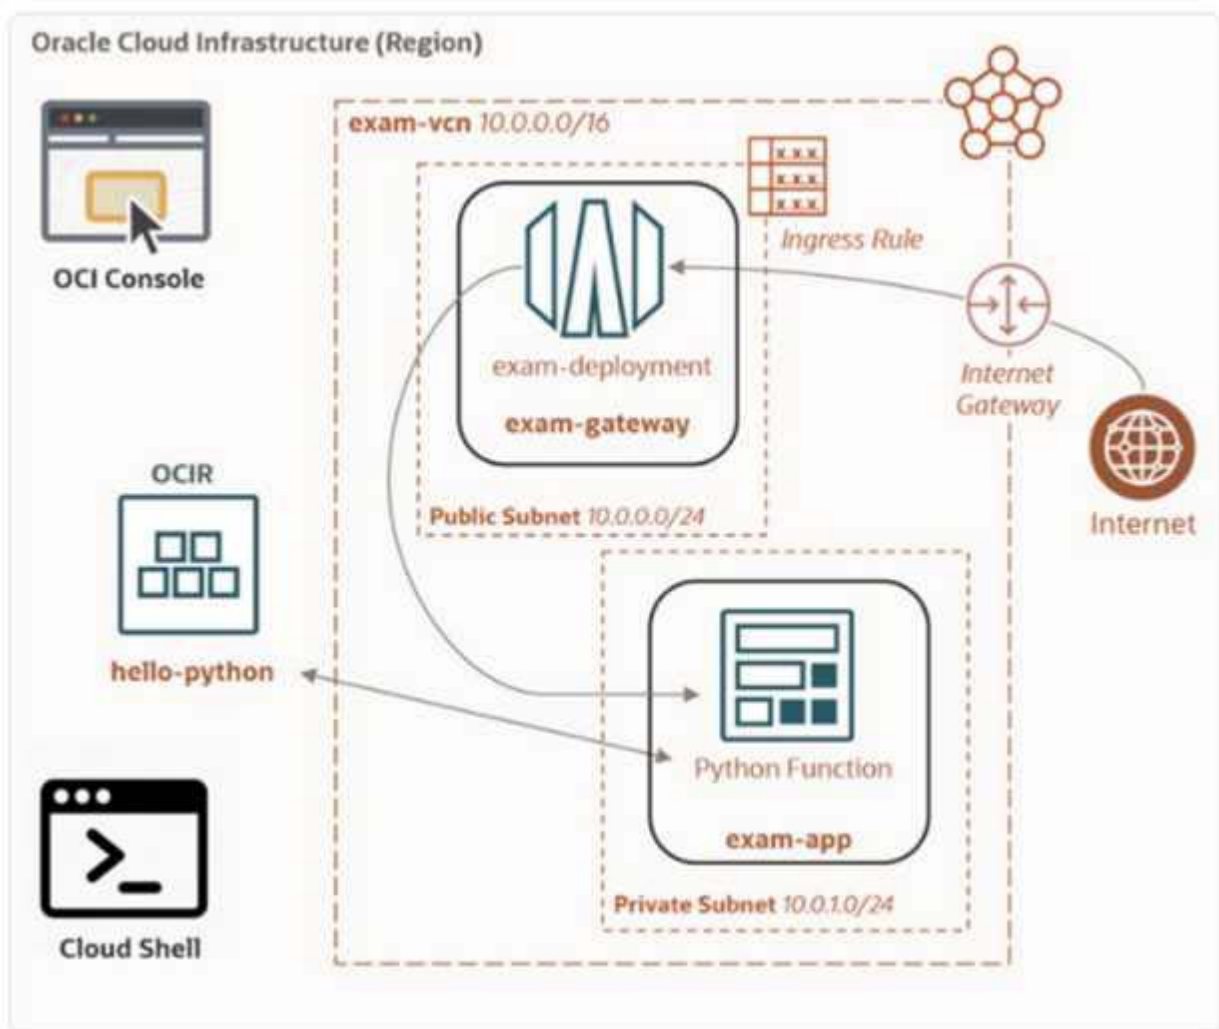 Oracle Cloud Infrastructure (Region)
exam-vcn 10.0.0.0/16
OCI Console
Ingress Rule
exam-deployment
exam-gateway
Internet
Gateway
Public Subnet 10.0.0.0/24
Internet
OCIR
hello-python
Python Function
exam-app
Private Subnet 10.0.1.0/24
Cloud Shell